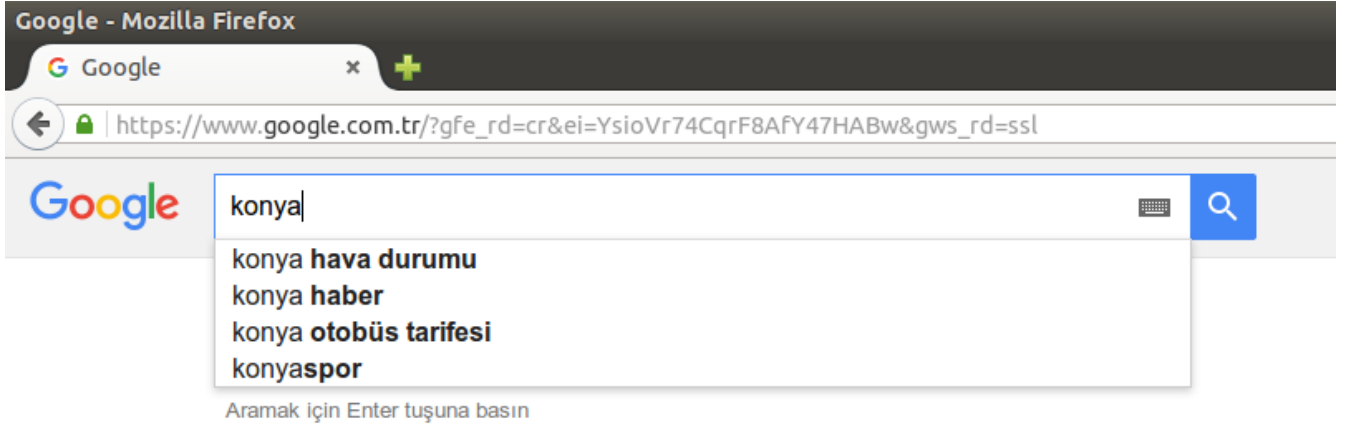 Google - Mozilla Firefox
Google
https://www.google.com.tr/?gfe_rd=cr&ei=YsioVr74CqrF8AfY47HABw&gws_rd=ssl
Google konya
konya hava durumu
konya haber
konya otobüs tarifesi
konyaspor
Aramak için Enter tuşuna basın